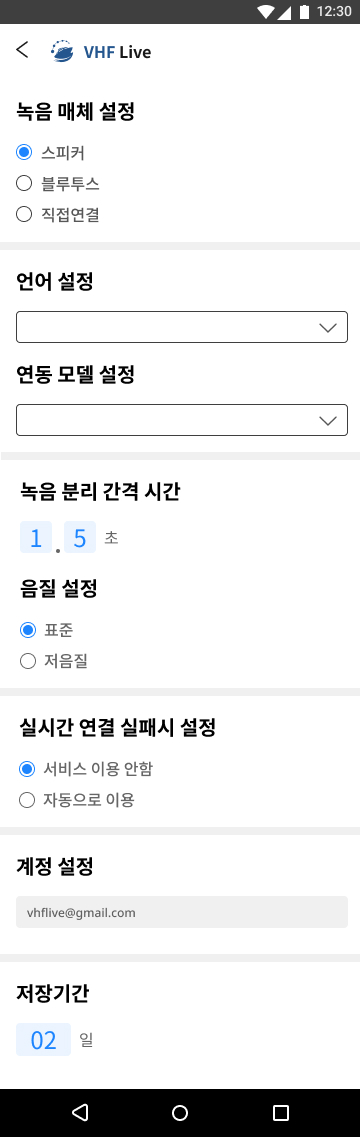 12:30
VHF Live
녹음 매체 설정
스피커
블루투스
직접연결
언어 설정
연동 모델 설정
녹음 분리 간격 시간
1 . 5 초
음질 설정
표준
저음질
실시간 연결 실패시 설정
서비스 이용 안함
자동으로 이용
계정 설정
vhflive@gmail.com
저장기간
02 일